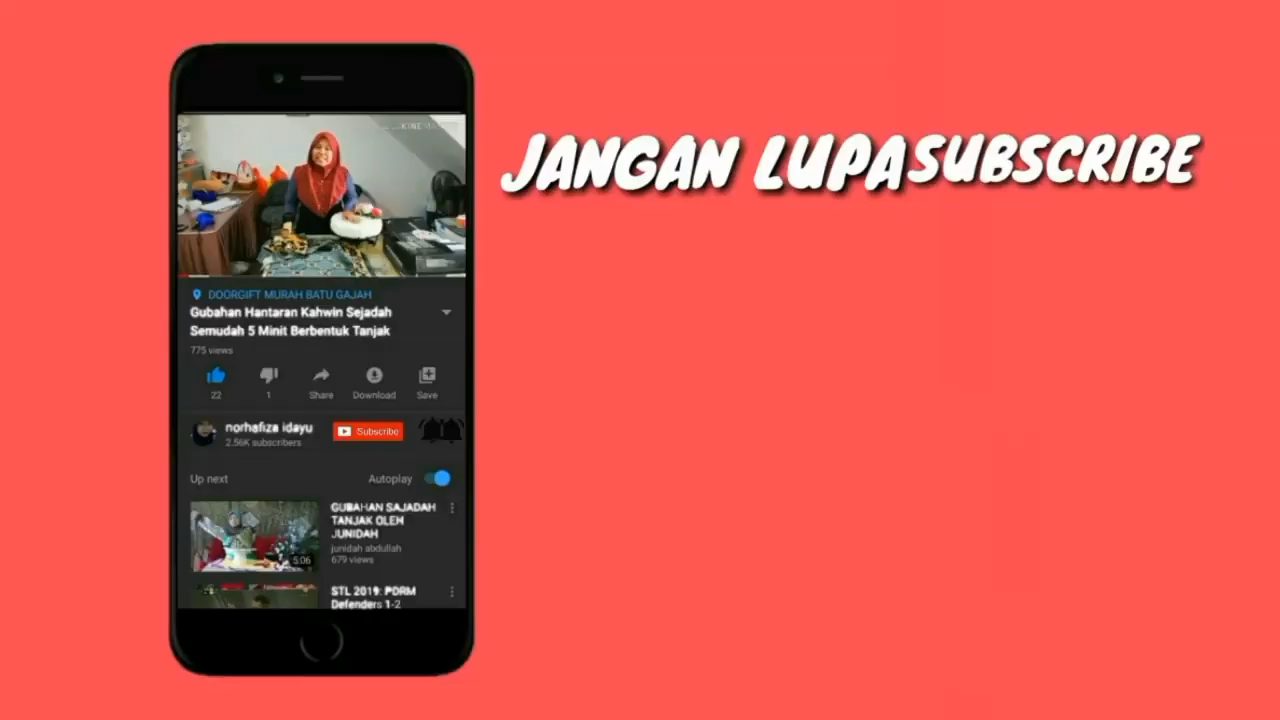 JANGAN LUPA SUBSCRIBE
DOORGIFT MURAH BATU GAJAH
Gubahan Hantaran Kahwin Sejadah
Semudah 5 Minit Berbentuk Tanjak
775 views
22
1
Share
Download
Save
norhafiza idayu
2.56K subscribers
Subscribe
Up next
Autoplay
GUBAHAN SAJADAH
TANJAK OLEH
JUNIDAH
junidah abdullah
679 views
5:06
STL 2019: PDRM
Defenders 1-2